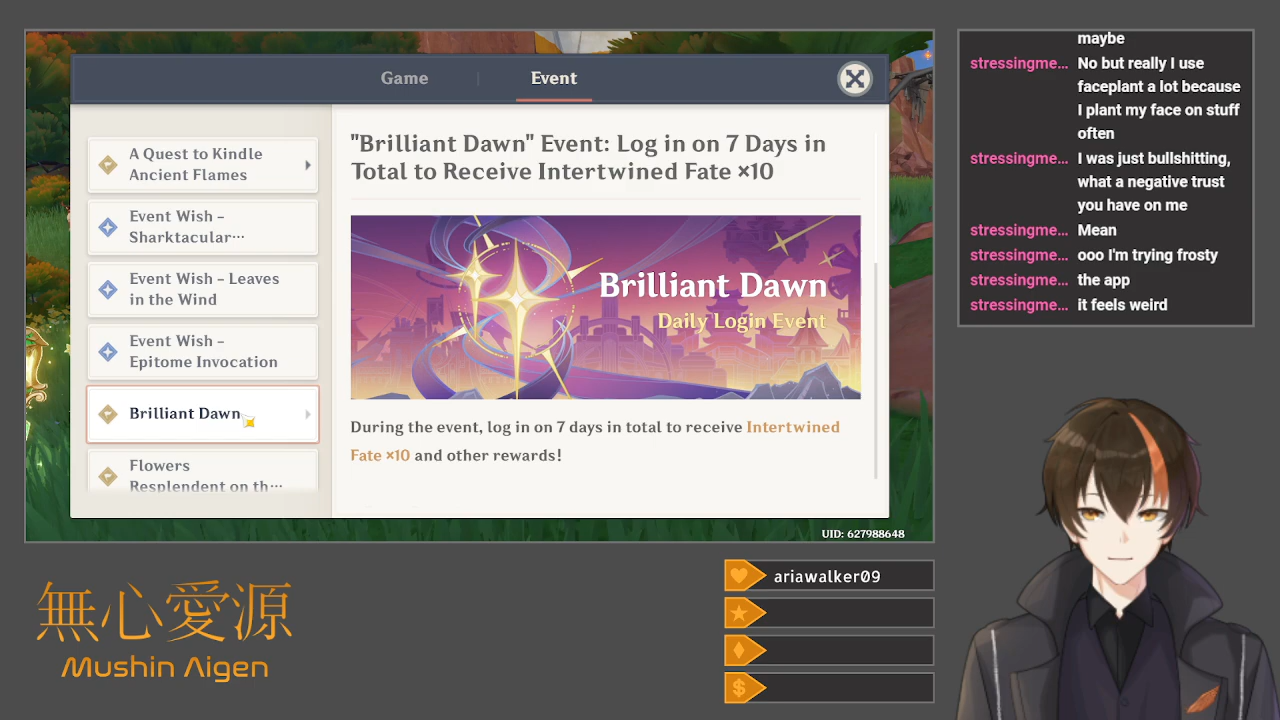 Game
Event
A Quest to Kindle
Ancient Flames
Event Wish –
Sharktacular···
Event Wish – Leaves
in the Wind
Event Wish –
Epitome Invocation
Brilliant Dawn
Flowers
Resplendent on th···
"Brilliant Dawn" Event: Log in on 7 Days in
Total to Receive Intertwined Fate ×10
Brilliant Dawn
Daily Login Event
During the event, log in on 7 days in total to receive Intertwined
Fate ×10 and other rewards!
UID: 627988648
maybe
stressingme... No but really I use
faceplant a lot because
I plant my face on stuff
often
stressingme... I was just bullshitting,
what a negative trust
you have on me
stressingme... Mean
stressingme... ooo I'm trying frosty
stressingme... the app
stressingme... it feels weird
無心愛源
Mushin Aigen
ariawalker09
$